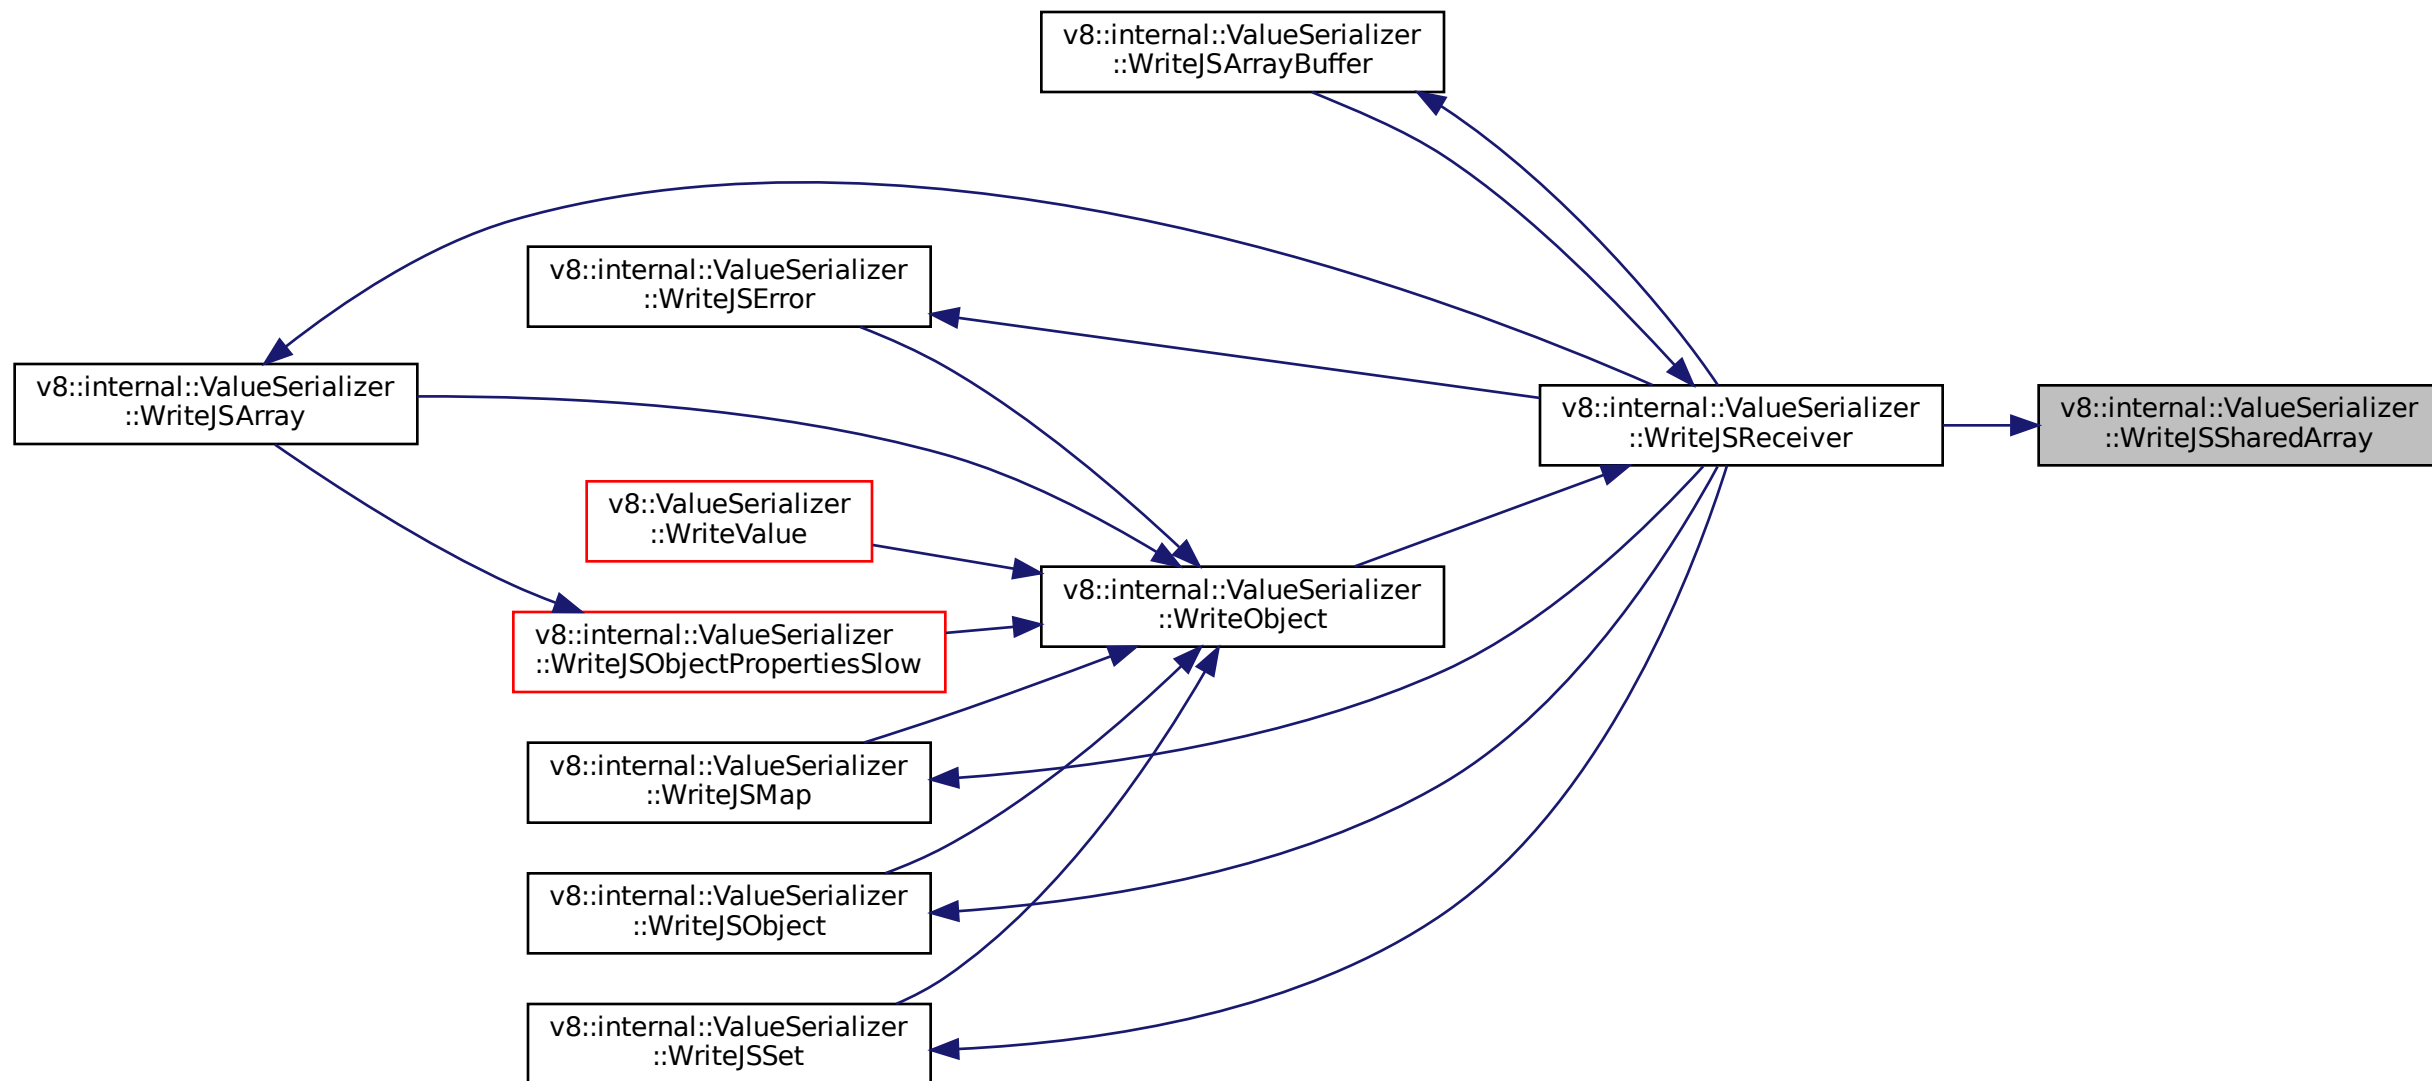 v8::internal::ValueSerializer
::WriteJSArrayBuffer
v8::internal::ValueSerializer
::WriteJSError
v8::internal::ValueSerializer
::WriteJSArray
v8::internal::ValueSerializer
::WriteJSReceiver
v8::internal::ValueSerializer
::WriteJSSharedArray
v8::ValueSerializer
::WriteValue
v8::internal::ValueSerializer
::WriteObject
v8::internal::ValueSerializer
::WriteJSObjectPropertiesSlow
v8::internal::ValueSerializer
::WriteJSMap
v8::internal::ValueSerializer
::WriteJSObject
v8::internal::ValueSerializer
::WriteJSSet